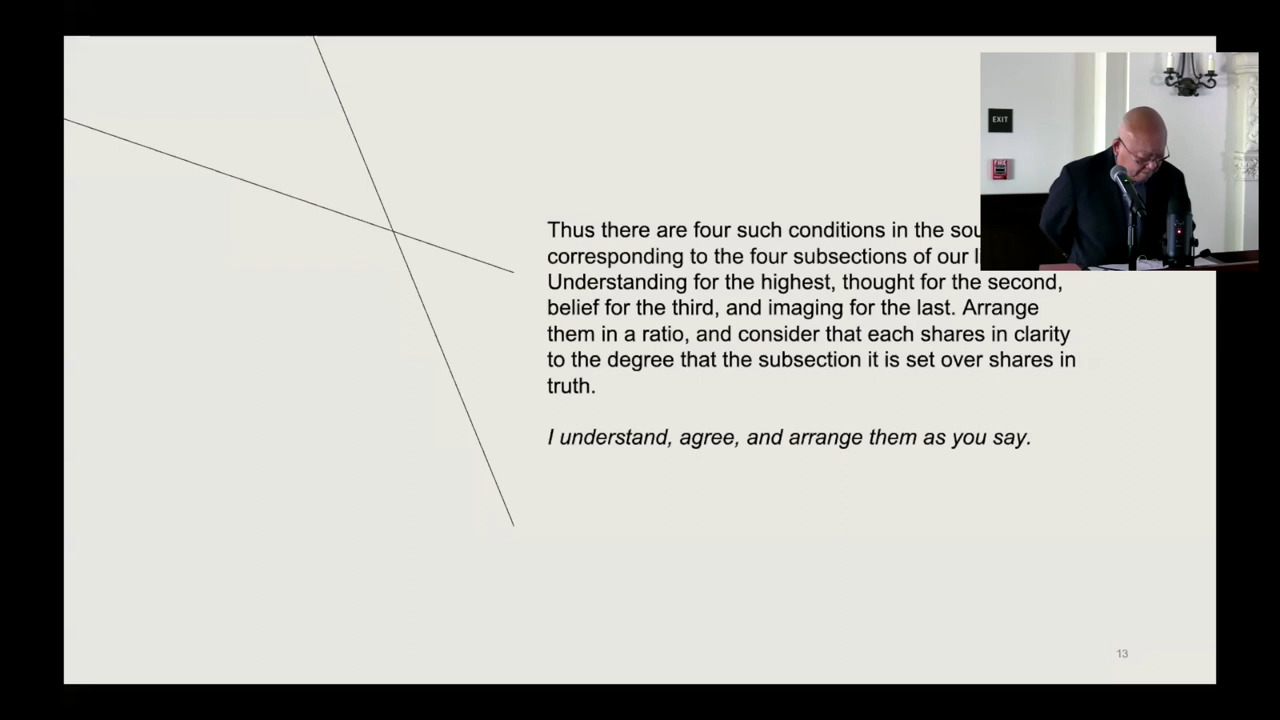 Thus there are four such conditions in the
corresponding to the four subsections of our
Understanding for the highest, thought for the second,
belief for the third, and imaging for the last. Arrange
them in a ratio, and consider that each shares in clarity
to the degree that the subsection it is set over shares in
truth.
I understand, agree, and arrange them as you say.
13
EXIT
FIRE